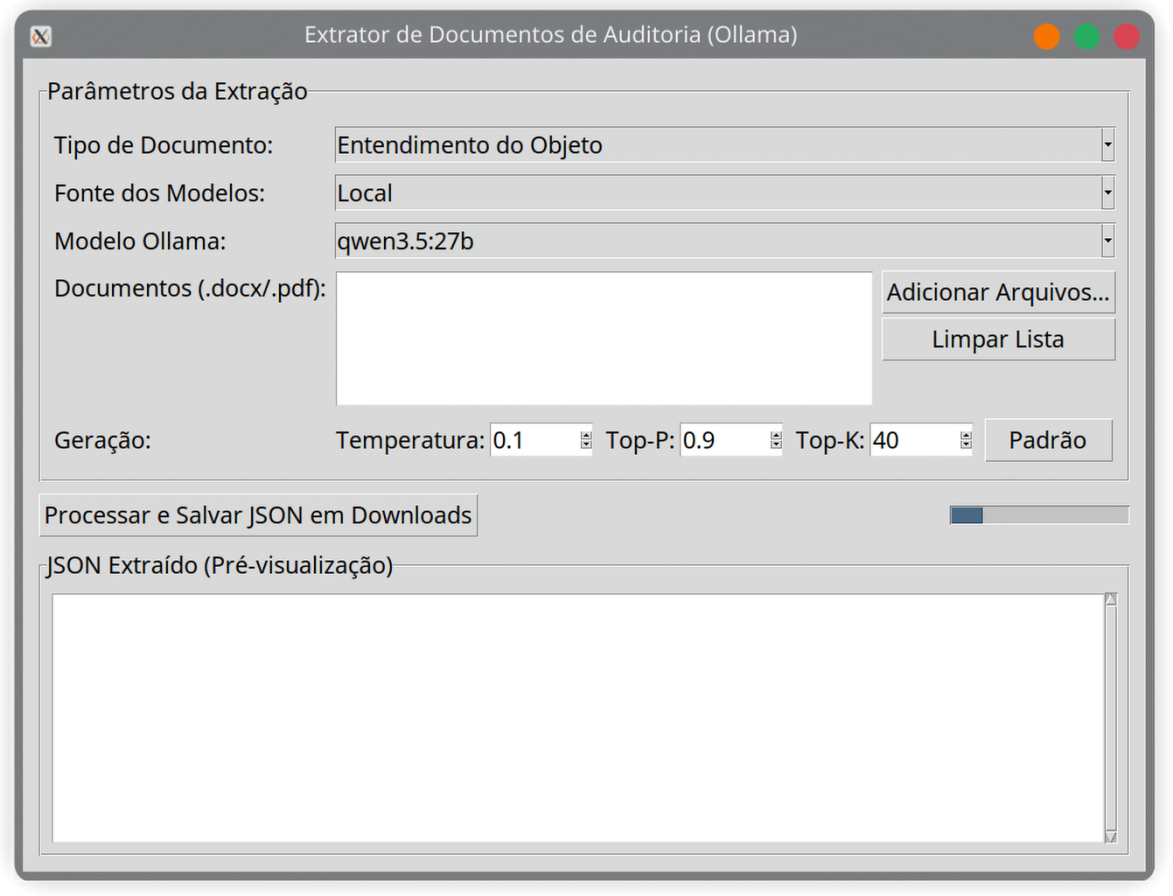 Extrator de Documentos de Auditoria (Ollama)
Parâmetros da Extração
Tipo de Documento: Entendimento do Objeto
Fonte dos Modelos: Local
Modelo Ollama: qwen3.5:27b
Documentos (.docx/.pdf): Adicionar Arquivos...
Limpar Lista
Geração: Temperatura: 0.1 Top-P: 0.9 Top-K: 40 Padrão
Processar e Salvar JSON em Downloads
JSON Extraído (Pré-visualização)